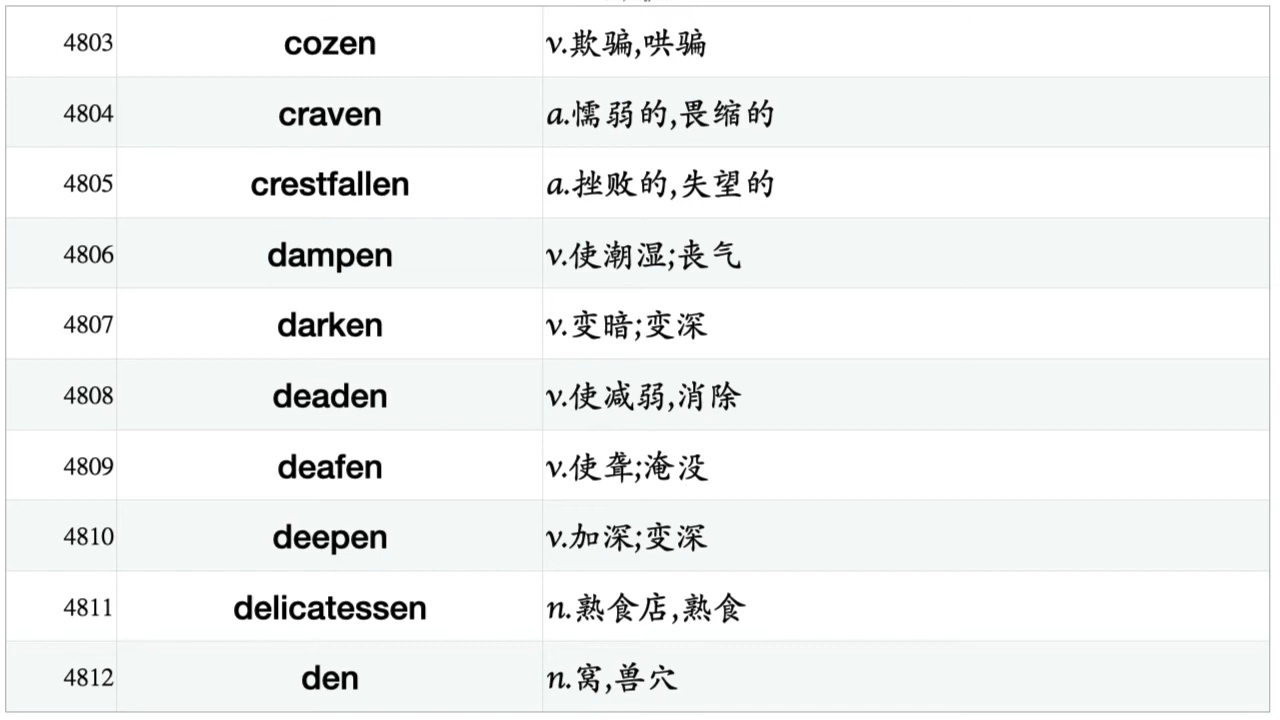 4803 cozen v.欺骗,哄骗
4804 craven a.懦弱的,畏缩的
4805 crestfallen a.挫败的,失望的
4806 dampen v.使潮湿;丧气
4807 darken v.变暗;变深
4808 deaden v.使减弱,消除
4809 deafen v.使聋;淹没
4810 deepen v.加深;变深
4811 delicatessen n.熟食店,熟食
4812 den n.窝,兽穴